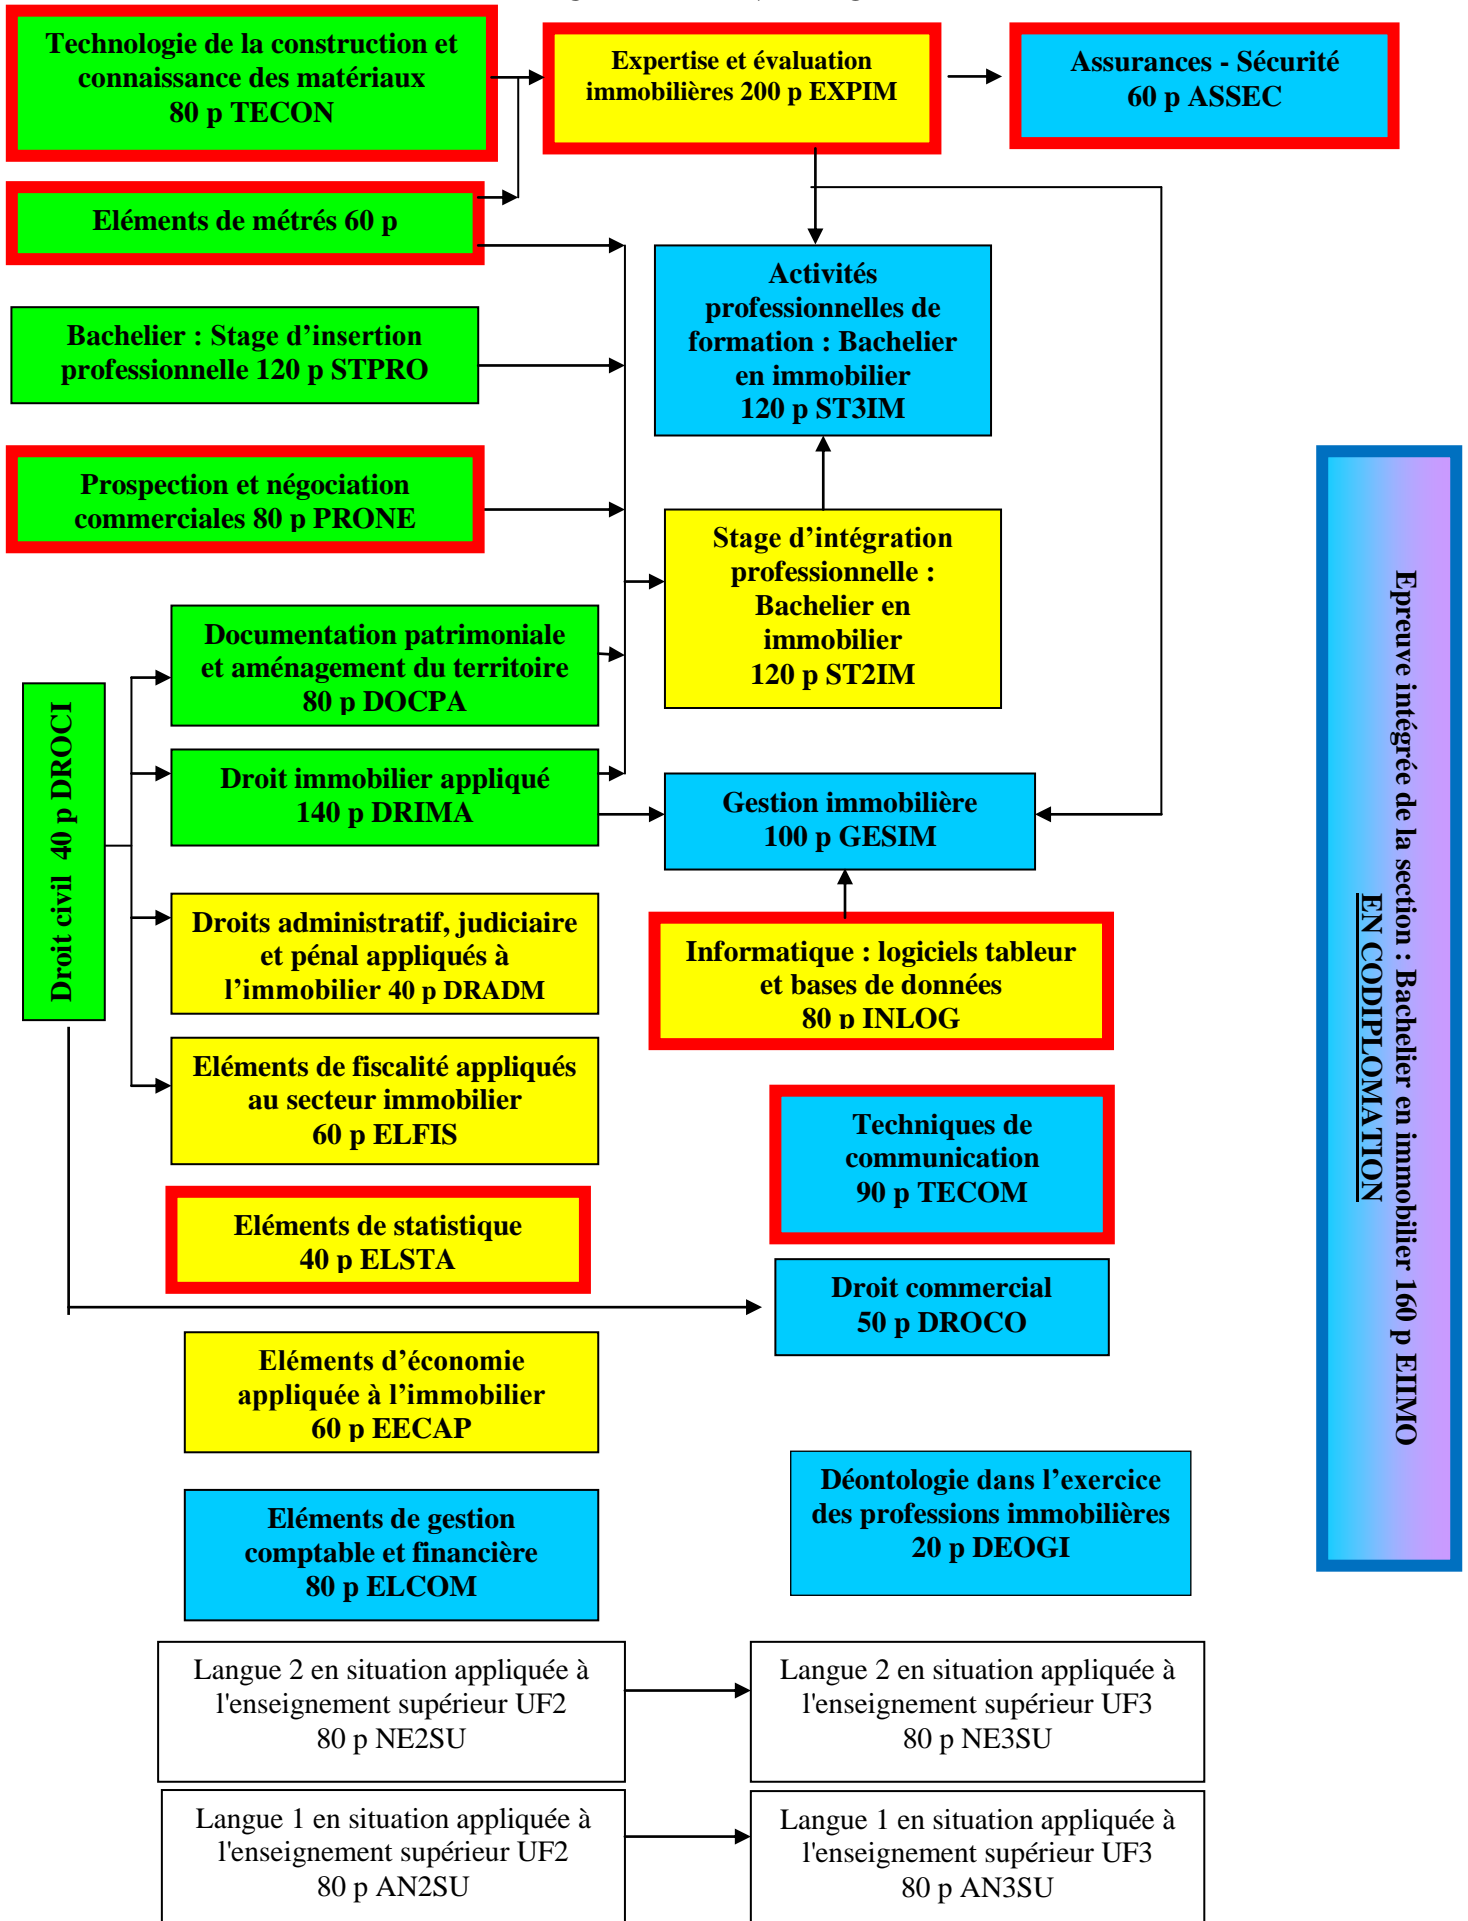 Technologie de la construction et
connaissance des matériaux
80 p TECON
Expertise et évaluation
immobilières 200 p EXPIM
Assurances - Sécurité
60 p ASSEC
Eléments de métrés 60 p
Activités
professionnelles de
formation : Bachelier
en immobilier
120 p ST3IM
Bachelier : Stage d’insertion
professionnelle 120 p STPRO
Prospection et négociation
commerciales 80 p PRONE
Stage d’intégration
professionnelle :
Bachelier en
immobilier
120 p ST2IM
Documentation patrimoniale
et aménagement du territoire
80 p DOCPA
Droit civil 40 p DROCI
Droit immobilier appliqué
140 p DRIMA
Gestion immobilière
100 p GESIM
Droits administratif, judiciaire
et pénal appliqués à
l’immobilier 40 p DRADM
Informatique : logiciels tableur
et bases de données
80 p INLOG
Eléments de fiscalité appliqués
au secteur immobilier
60 p ELFIS
Techniques de
communication
90 p TECOM
Eléments de statistique
40 p ELSTA
Droit commercial
50 p DROCO
Eléments d’économie
appliquée à l’immobilier
60 p EECAP
Déontologie dans l’exercice
des professions immobilières
20 p DEOGI
Eléments de gestion
comptable et financière
80 p ELCOM
Epreuve intégrée de la section : Bachelier en immobilier 160 p EIIMO
EN CODIPLOMATION
Langue 2 en situation appliquée à
l'enseignement supérieur UF2
80 p NE2SU
Langue 2 en situation appliquée à
l'enseignement supérieur UF3
80 p NE3SU
Langue 1 en situation appliquée à
l'enseignement supérieur UF2
80 p AN2SU
Langue 1 en situation appliquée à
l'enseignement supérieur UF3
80 p AN3SU